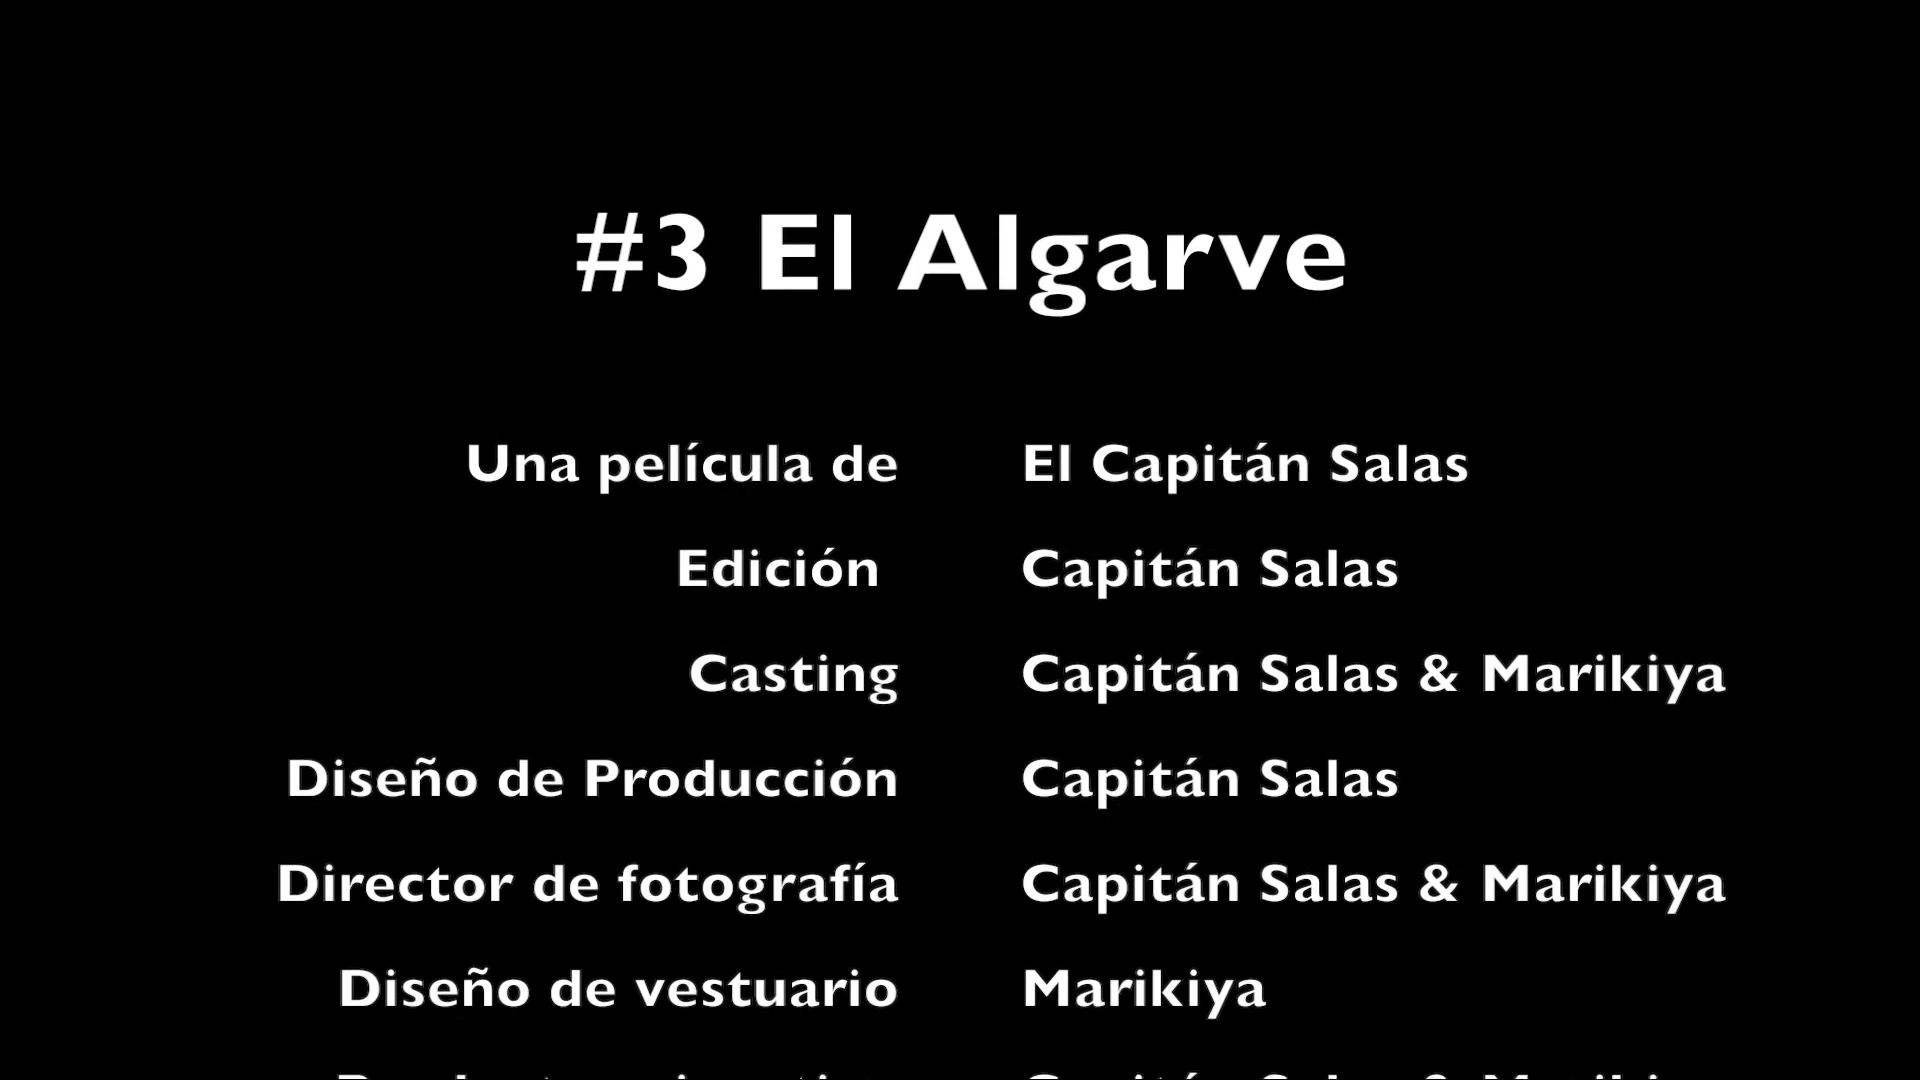 #3 El Algarve
Una película de El Capitán Salas
Edición Capitán Salas
Casting Capitán Salas & Marikiya
Diseño de Producción Capitán Salas
Director de fotografía Capitán Salas & Marikiya
Diseño de vestuario Marikiya